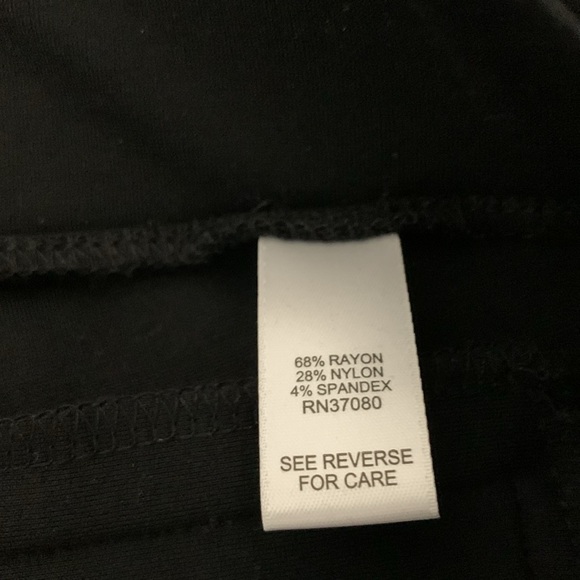 68% RAYON
28% NYLON
4% SPANDEX
RN37080
SEE REVERSE
FOR CARE